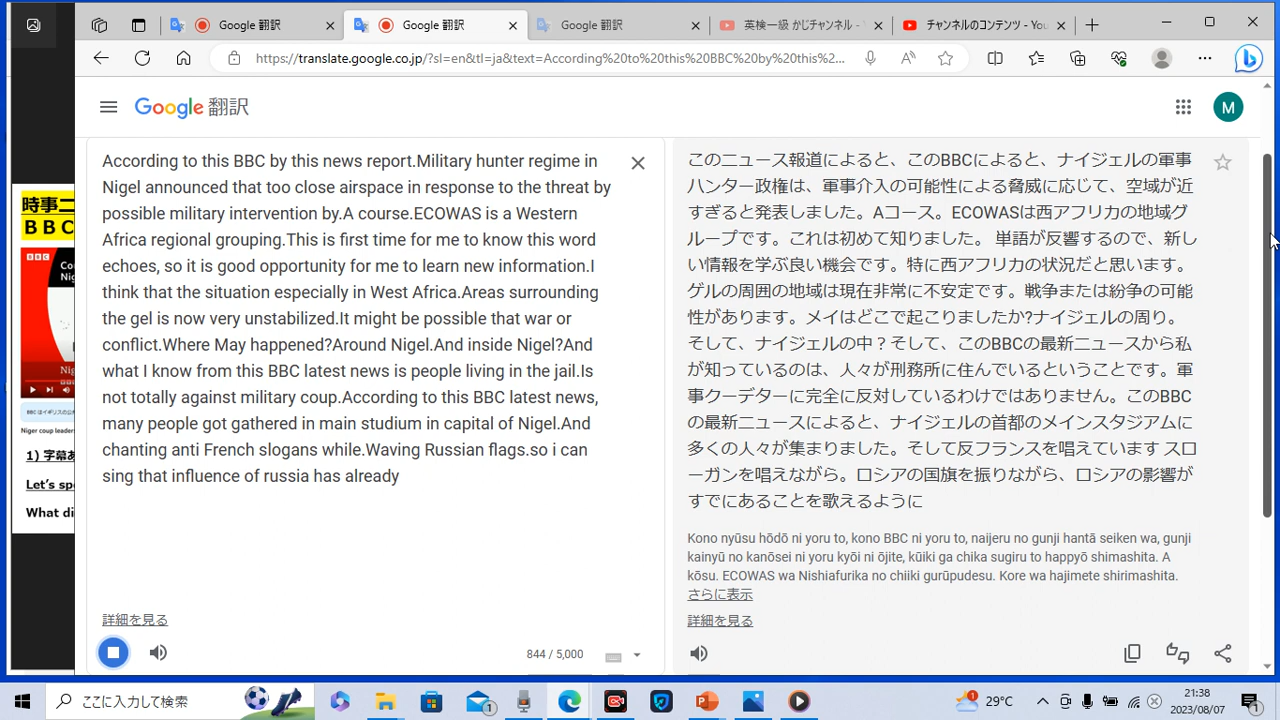 Google 翻訳
Google 翻訳
Google 翻訳
英検一級 かじチャンネル -
チャンネルのコンテンツ - You
https://translate.google.co.jp/?sl=en&tl=ja&text=According%20to%20this%20BBC%20by%20this%2...
Google 翻訳
M
According to this BBC by this news report.Military hunter regime in
Nigel announced that too close airspace in response to the threat by
possible military intervention by.A course.ECOWAS is a Western
Africa regional grouping.This is first time for me to know this word
echoes, so it is good opportunity for me to learn new information.I
think that the situation especially in West Africa.Areas surrounding
the gel is now very unstabilized.It might be possible that war or
conflict.Where May happened?Around Nigel.And inside Nigel?And
what I know from this BBC latest news is people living in the jail.Is
not totally against military coup.According to this BBC latest news,
many people got gathered in main studium in capital of Nigel.And
chanting anti French slogans while.Waving Russian flags.so i can
sing that influence of russia has already
詳細を見る
844 / 5,000
このニュース報道によると、このBBCによると、ナイジェルの軍事
ハンター政権は、軍事介入の可能性による脅威に応じて、空域が近
すぎると発表しました。Aコース。ECOWASは西アフリカの地域グ
ループです。これは初めて知りました。 単語が反響するので、新し
い情報を学ぶ良い機会です。特に西アフリカの状況だと思います。
ゲルの周囲の地域は現在非常に不安定です。戦争または紛争の可能
性があります。メイはどこで起こりましたか?ナイジェルの周り。
そして、ナイジェルの中？そして、このBBCの最新ニュースから私
が知っているのは、人々が刑務所に住んでいるということです。軍
事クーデターに完全に反対しているわけではありません。このBBC
の最新ニュースによると、ナイジェルの首都のメインスタジアムに
多くの人々が集まりました。そして反フランスを唱えています スロ
ーガンを唱えながら。ロシアの国旗を振りながら、ロシアの影響が
すでにあることを歌えるように
Kono nyūsu hōdō ni yoru to, kono BBC ni yoru to, naijeru no gunji hantā seiken wa, gunji
kainyū no kanōsei ni yoru kyōi ni ōjite, kūiki ga chika sugiru to happyō shimashita. A
kōsu. ECOWAS wa Nishiafurika no chiiki gurūpudesu. Kore wa hajimete shirimashita.
さらに表示
詳細を見る
時事ニ
BBC
BBC
Co
Nig
Nig
BBC はイギリスの公
Niger coup leader
1) 字幕あ
Let's sp
What di
ここに入力して検索
1
1
29°C
21:38
2023/08/07
1